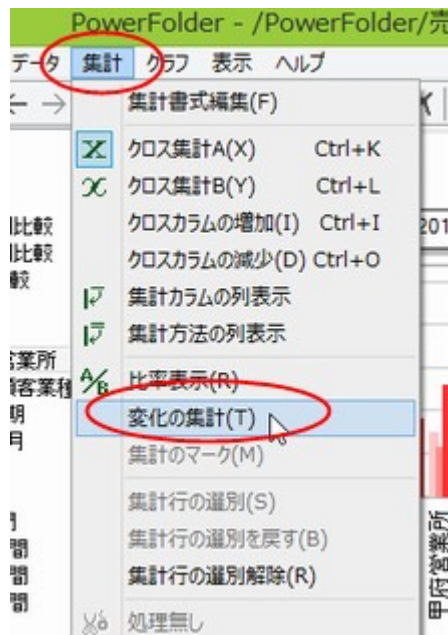 PowerFolder - /PowerFolder/売
データ 集計 グラフ 表示 ヘルプ
集計書式編集(F)
クロス集計A(X) Ctrl+K
クロス集計B(Y) Ctrl+L
クロスカラムの増加(I) Ctrl+I
クロスカラムの減少(D) Ctrl+O
集計カラムの列表示
集計方法の列表示
A/B 比率表示(R)
変化の集計(T)
集計のマーク(M)
集計行の選別(S)
集計行の選別を戻す(B)
集計行の選別解除(R)
処理無し
比較
比較
較
営業所
客業種
期
月
間
間
間
201
甲府営業所